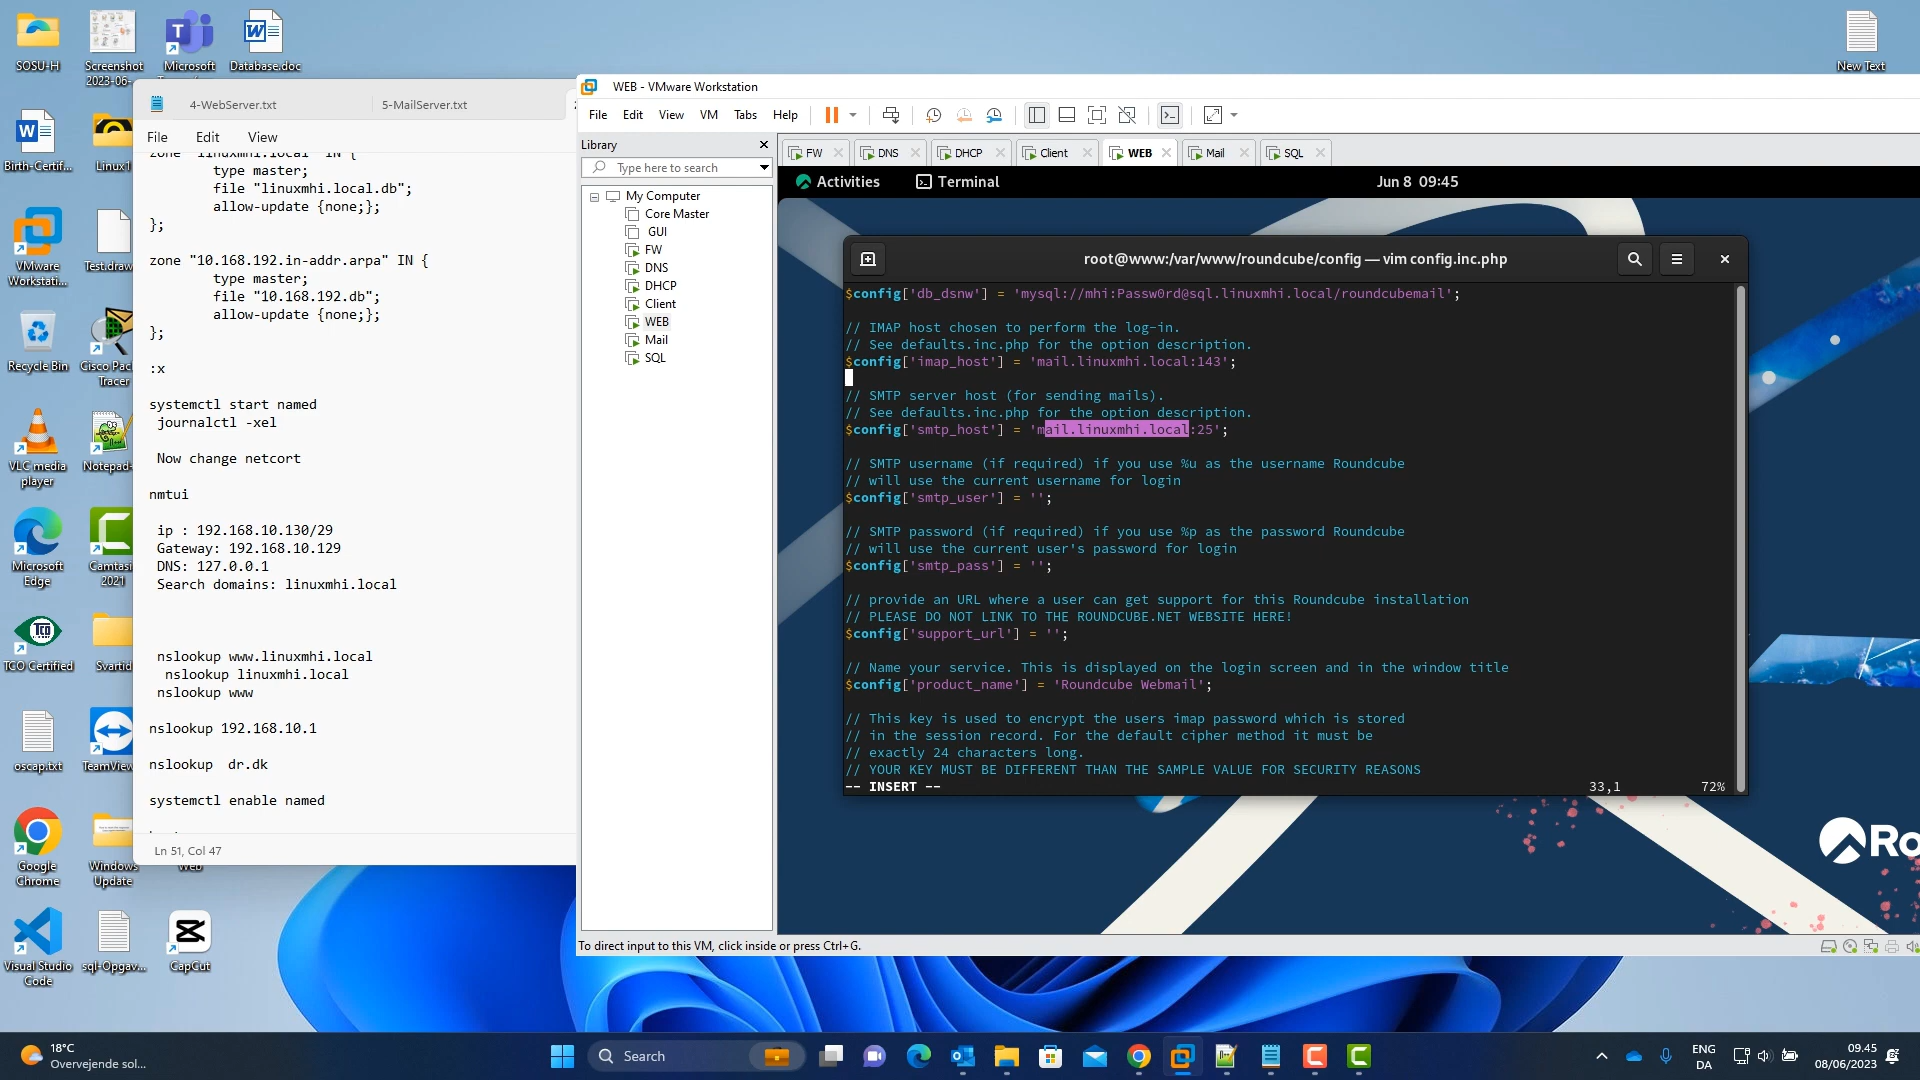 SOSU-H
Screenshot
2023-06-...
Microsoft
Database.doc
New Text
Birth-Certif...
Linux1
VMware
Workstati...
Test.draw
Recycle Bin
Cisco Pack
Tracer
VLC media
player
Notepad
Microsoft
Edge
Camtasi
2021
TCO Certified
Svartid
oscap.txt
TeamView
Google
Chrome
Windows
Update
Web
Visual Studio
Code
sql-Opgav...
CapCut
4-WebServer.txt
5-MailServer.txt
File Edit View
zone "linuxmhi.local" IN {
type master;
file "linuxmhi.local.db";
allow-update {none;};
};
zone "10.168.192.in-addr.arpa" IN {
type master;
file "10.168.192.db";
allow-update {none;};
};
:x
systemctl start named
journalctl -xel
Now change netcort
nmtui
ip : 192.168.10.130/29
Gateway: 192.168.10.129
DNS: 127.0.0.1
Search domains: linuxmhi.local
nslookup www.linuxmhi.local
nslookup linuxmhi.local
nslookup www
nslookup 192.168.10.1
nslookup  dr.dk
systemctl enable named
Ln 51, Col 47
WEB - VMware Workstation
File Edit View VM Tabs Help
Library
Type here to search
My Computer
Core Master
GUI
FW
DNS
DHCP
Client
WEB
Mail
SQL
FW DNS DHCP Client WEB Mail SQL
Activities Terminal Jun 8 09:45
root@www:/var/www/roundcube/config — vim config.inc.php
$config['db_dsnw'] = 'mysql://mhi:Passw0rd@sql.linuxmhi.local/roundcubemail';
// IMAP host chosen to perform the log-in.
// See defaults.inc.php for the option description.
$config['imap_host'] = 'mail.linuxmhi.local:143';
// SMTP server host (for sending mails).
// See defaults.inc.php for the option description.
$config['smtp_host'] = 'mail.linuxmhi.local:25';
// SMTP username (if required) if you use %u as the username Roundcube
// will use the current username for login
$config['smtp_user'] = '';
// SMTP password (if required) if you use %p as the password Roundcube
// will use the current user's password for login
$config['smtp_pass'] = '';
// provide an URL where a user can get support for this Roundcube installation
// PLEASE DO NOT LINK TO THE ROUNDCUBE.NET WEBSITE HERE!
$config['support_url'] = '';
// Name your service. This is displayed on the login screen and in the window title
$config['product_name'] = 'Roundcube Webmail';
// This key is used to encrypt the users imap password which is stored
// in the session record. For the default cipher method it must be
// exactly 24 characters long.
// YOUR KEY MUST BE DIFFERENT THAN THE SAMPLE VALUE FOR SECURITY REASONS
-- INSERT -- 33,1 72%
Ro
To direct input to this VM, click inside or press Ctrl+G.
18°C
Overvejende sol...
Search
ENG
DA
09.45
08/06/2023